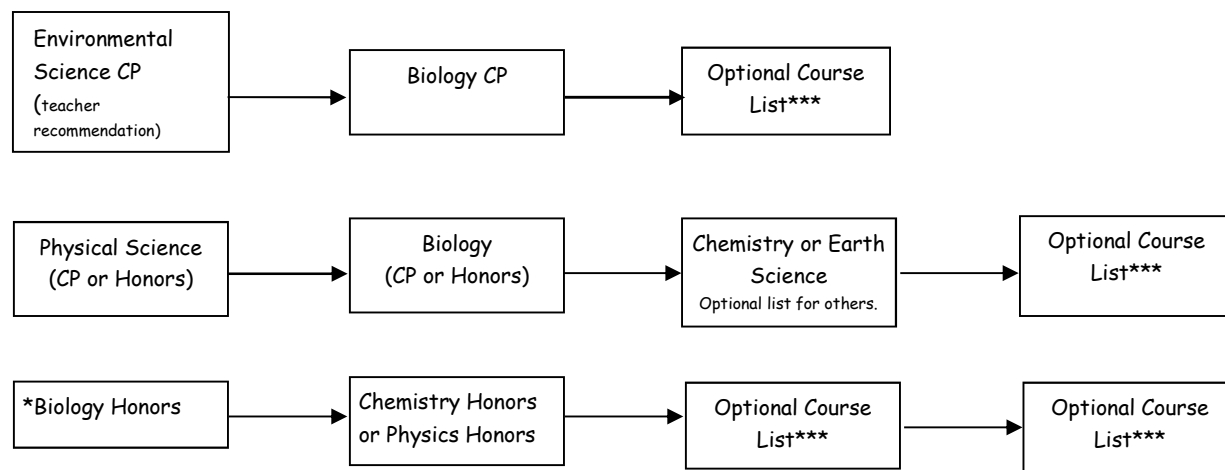 Environmental
Science CP
(teacher
recommendation)
Biology CP
Optional Course
List***
Physical Science
(CP or Honors)
Biology
(CP or Honors)
Chemistry or Earth
Science
Optional list for others.
Optional Course
List***
*Biology Honors
Chemistry Honors
or Physics Honors
Optional Course
List***
Optional Course
List***